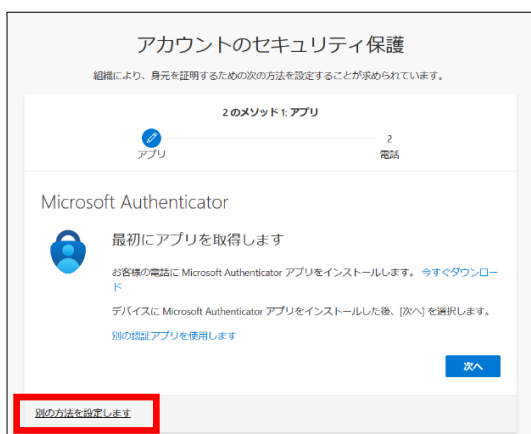 アカウントのセキュリティ保護
組織により、身元を証明するための次の方法を設定することが求められています。
2 のメソッド 1: アプリ
アプリ
2
電話
Microsoft Authenticator
最初にアプリを取得します
お客様の電話に Microsoft Authenticator アプリをインストールします。 今すぐダウンロー
ド
デバイスに Microsoft Authenticator アプリをインストールした後、[次へ] を選択します。
別の認証アプリを使用します
次へ
別の方法を設定します